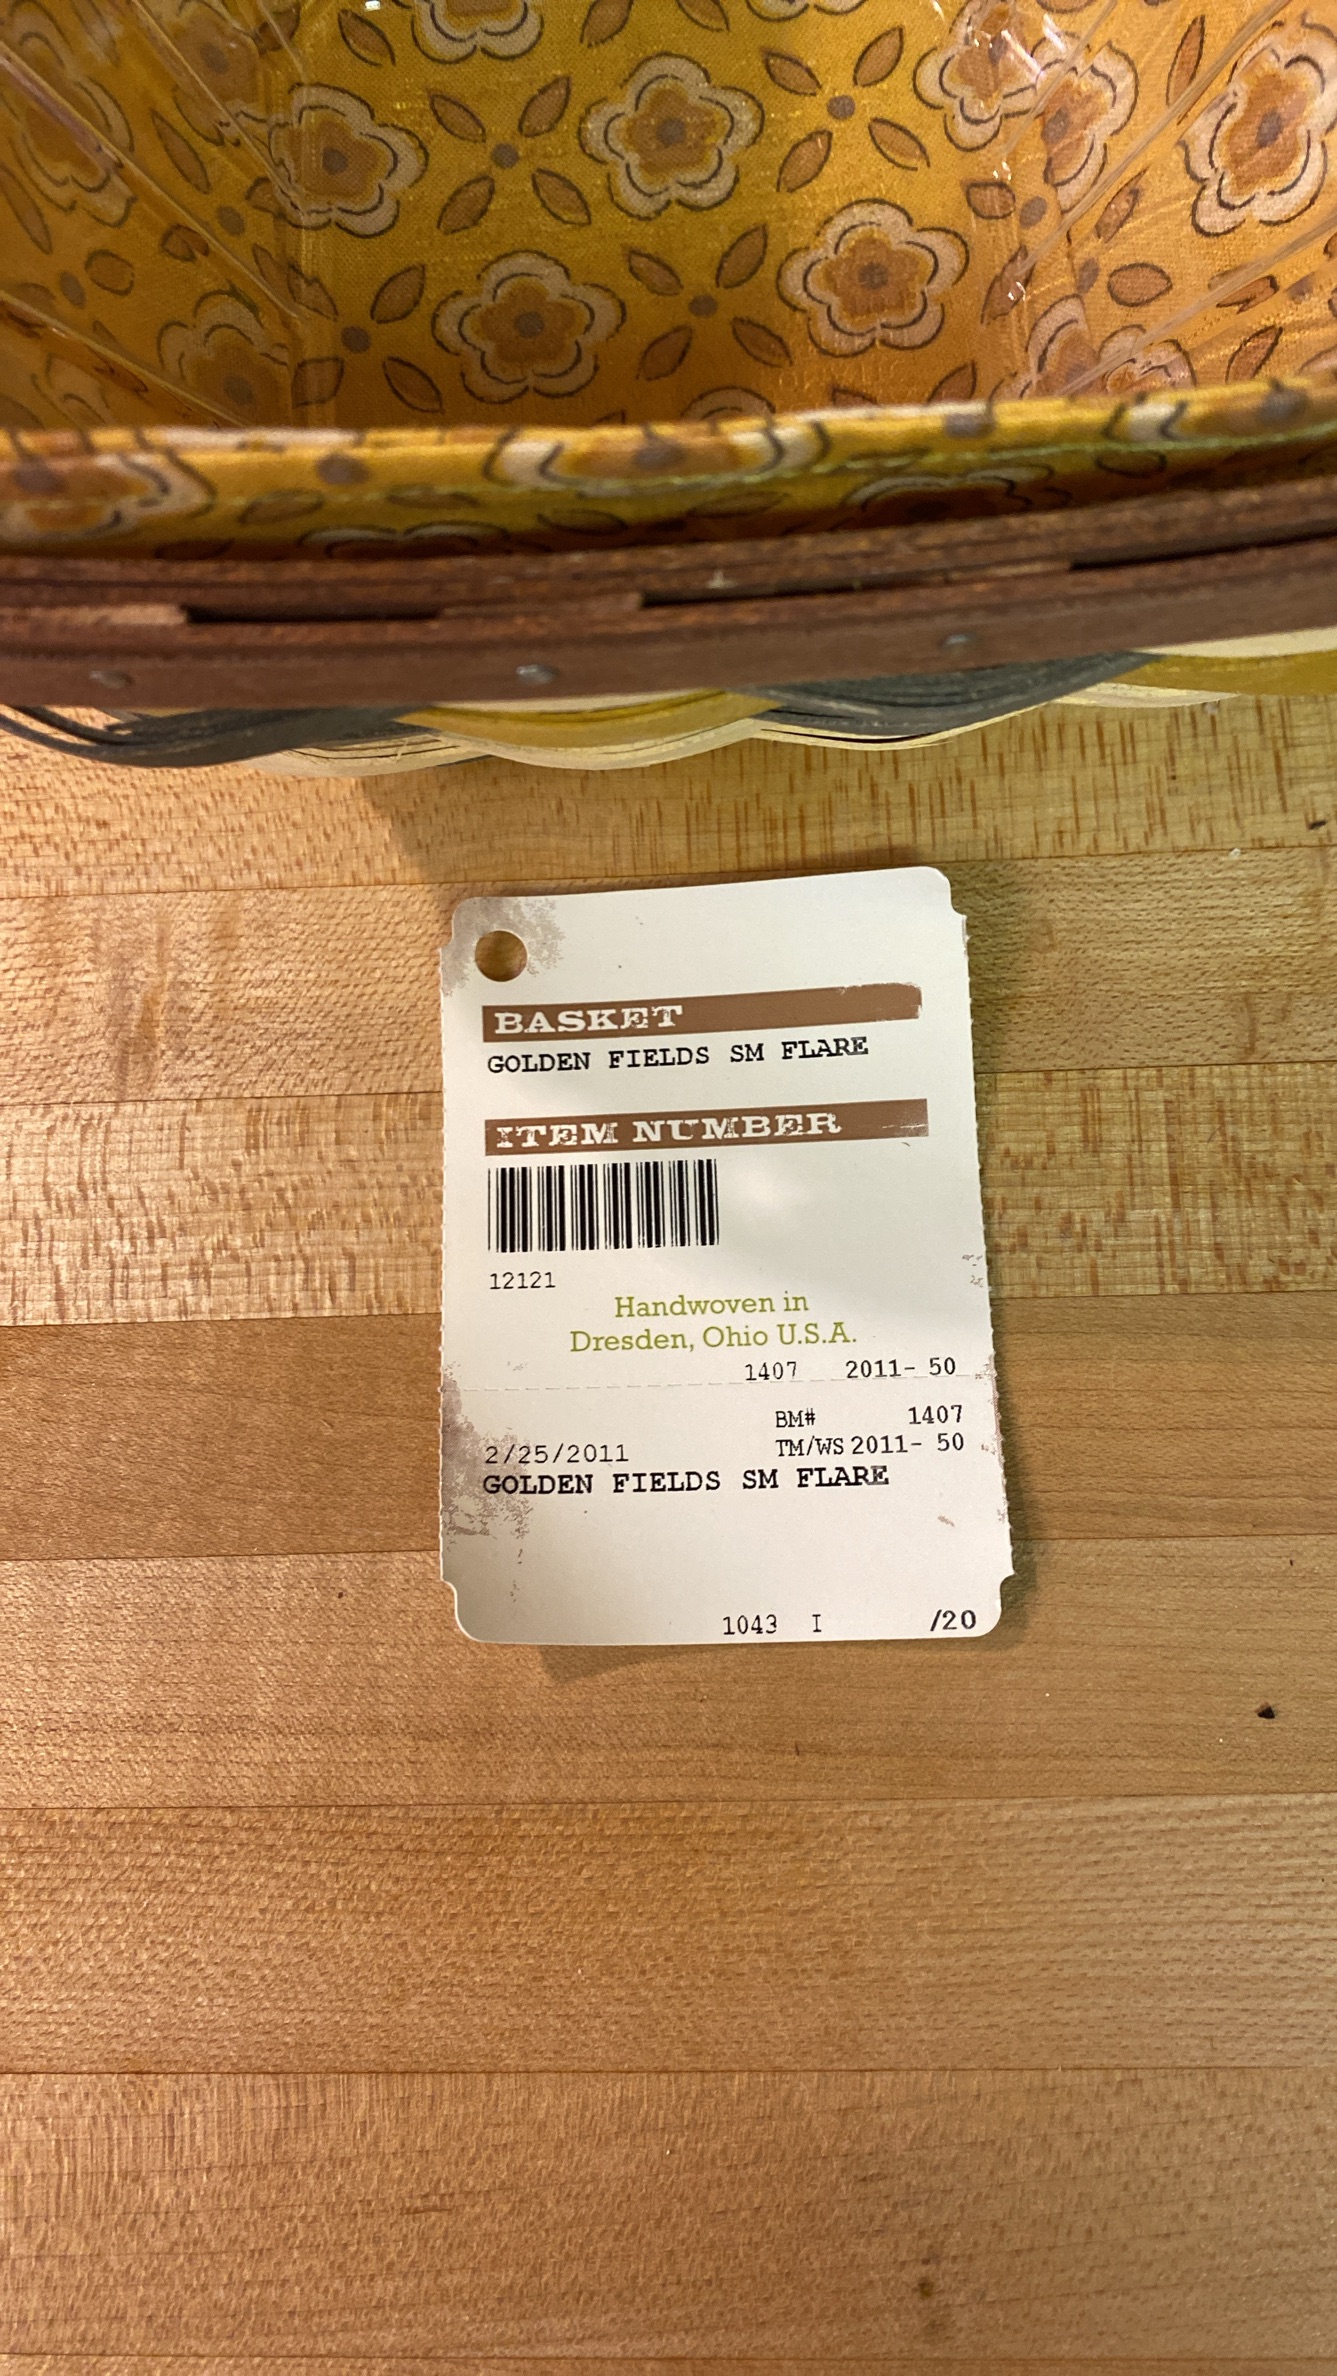 BASKET
GOLDEN FIELDS SM FLARE
ITEM NUMBER
12121
Handwoven in
Dresden, Ohio U.S.A.
1407 2011- 50
BM# 1407
2/25/2011 TM/WS 2011- 50
GOLDEN FIELDS SM FLARE
1043 I /20